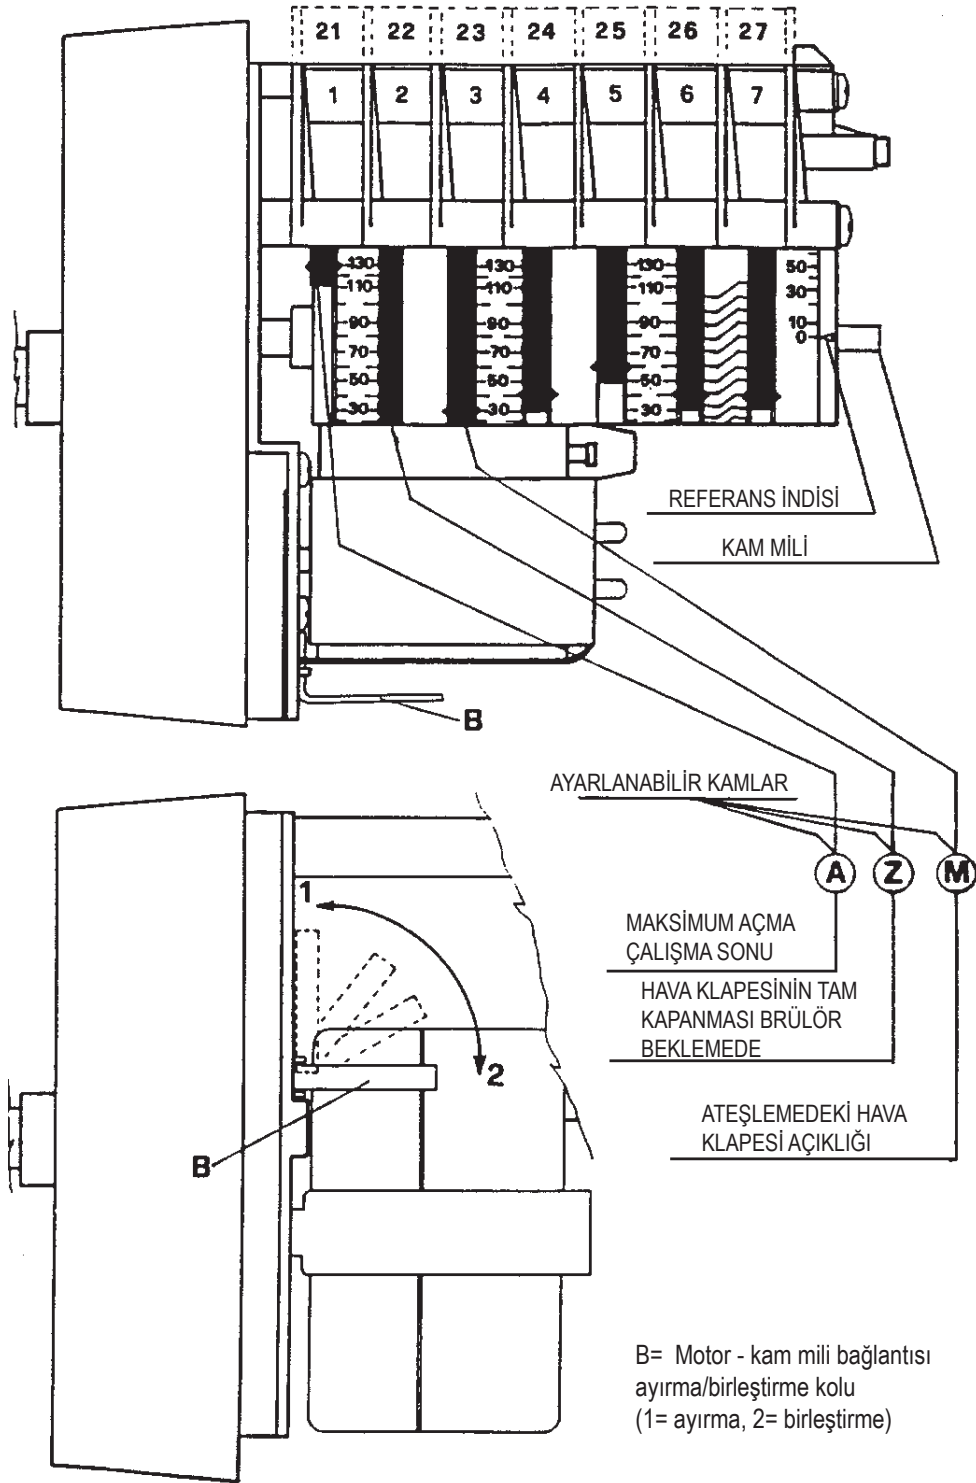 21 22 23 24 25 26 27
1 2 3 4 5 6 7
130 130 130 50
110 110 110 30
90 90 90 10
70 70 70 0
50 50 50
30 30 30
REFERANS İNDİSİ
KAM MİLİ
B
AYARLANABİLİR KAMLAR
A Z M
MAKSİMUM AÇMA
ÇALIŞMA SONU
HAVA KLAPESİNİN TAM
KAPANMASI BRÜLÖR
BEKLEMEDE
ATEŞLEMEDEKİ HAVA
KLAPESİ AÇIKLIĞI
1
2
B
B= Motor - kam mili bağlantısı
ayırma/birleştirme kolu
(1= ayırma, 2= birleştirme)